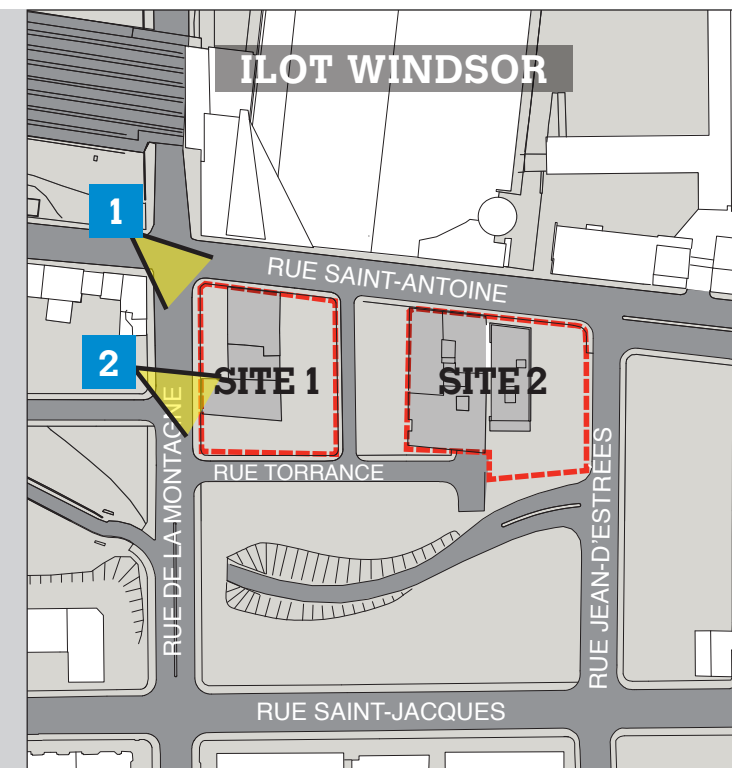 ILOT WINDSOR
1
RUE SAINT-ANTOINE
2
SITE 1
SITE 2
RUE TORRANCE
RUE DE LA MONTAGNE
RUE JEAN-D'ESTRÉES
RUE SAINT-JACQUES